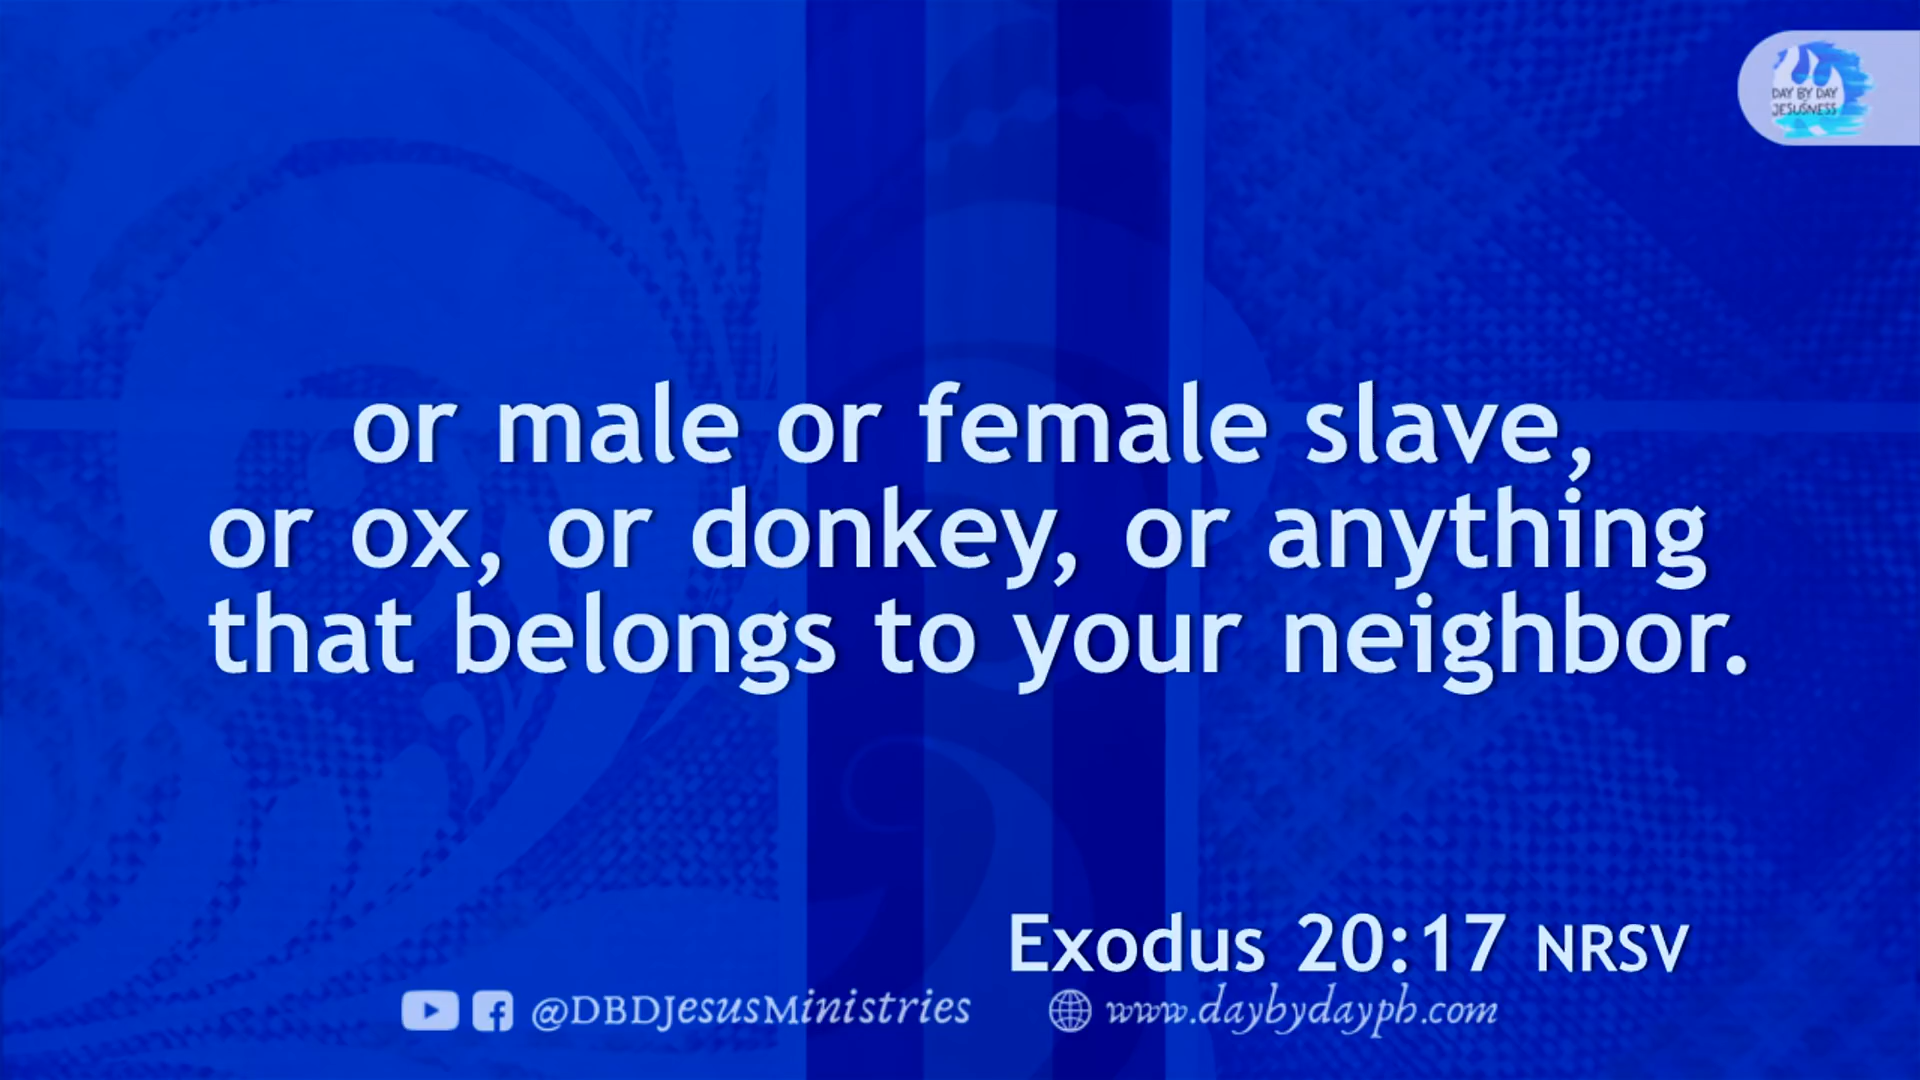 DAY BY DAY
JESUSNESS
or male or female slave,
or ox, or donkey, or anything
that belongs to your neighbor.
Exodus 20:17 NRSV
@DBDJesusMinistries www.daybydayph.com